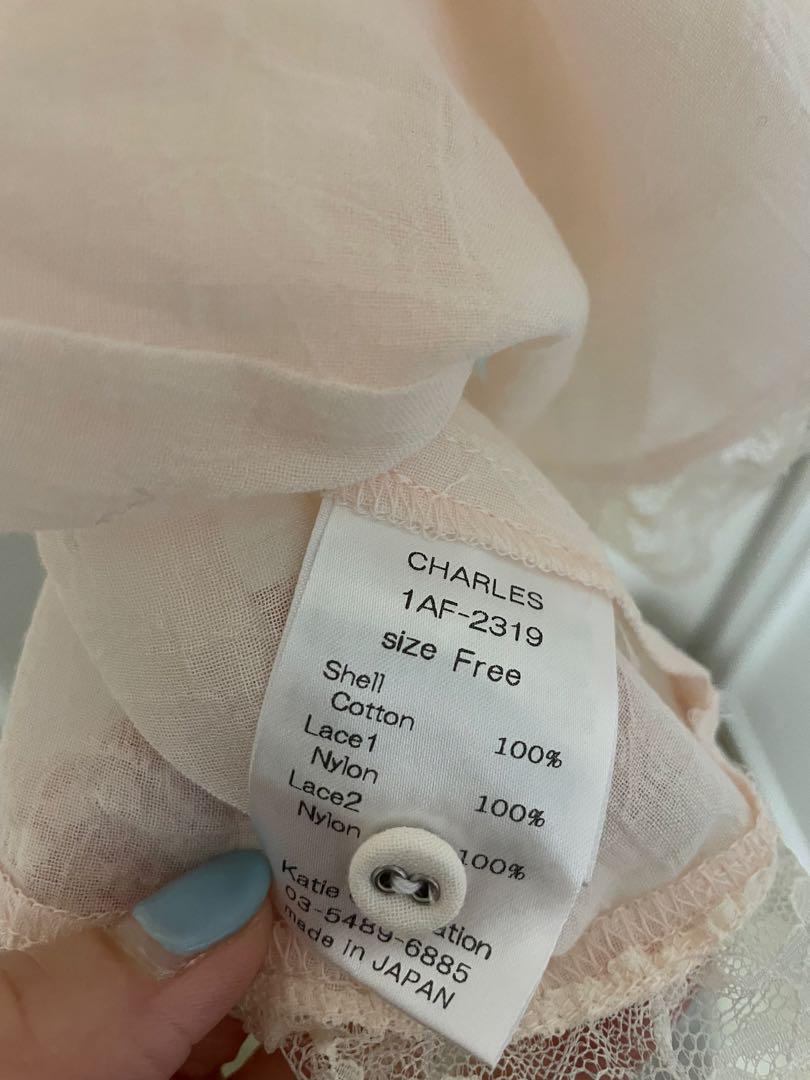 CHARLES
1AF-2319
size Free
Shell
Cotton 100%
Lace1
Nylon 100%
Lace2
Nylon 100%
Katie
03-5489-6885
made in JAPAN